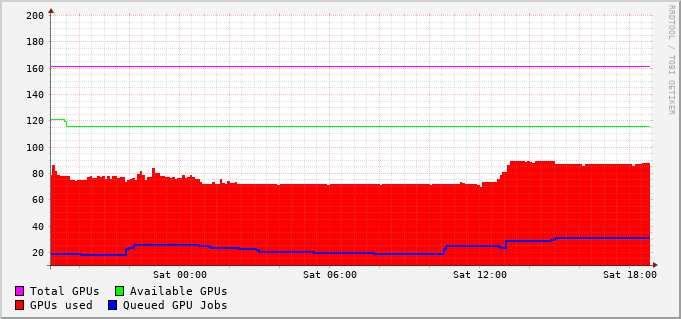 RRDTOOL / TOBI OETIKER
200
180
160
140
120
100
80
60
40
20
Sat 00:00 Sat 06:00 Sat 12:00 Sat 18:00
Total GPUs Available GPUs
GPUs used Queued GPU Jobs